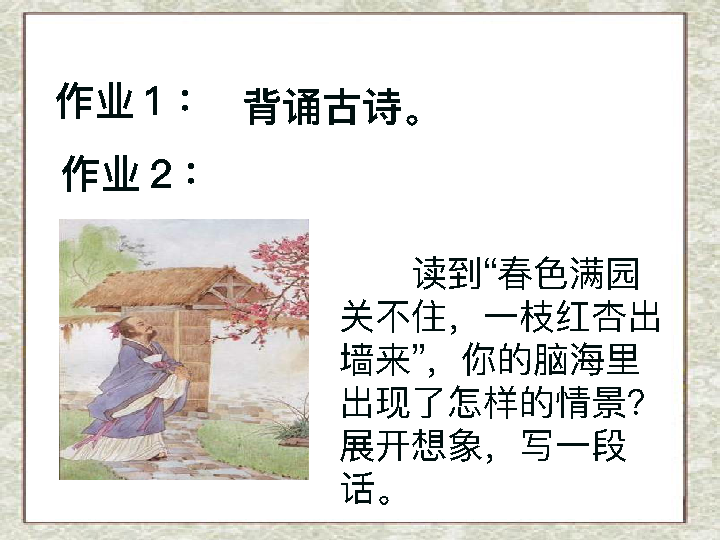 作业1： 背诵古诗。
作业2：
读到“春色满园
关不住，一枝红杏出
墙来”，你的脑海里
出现了怎样的情景？
展开想象，写一段
话。